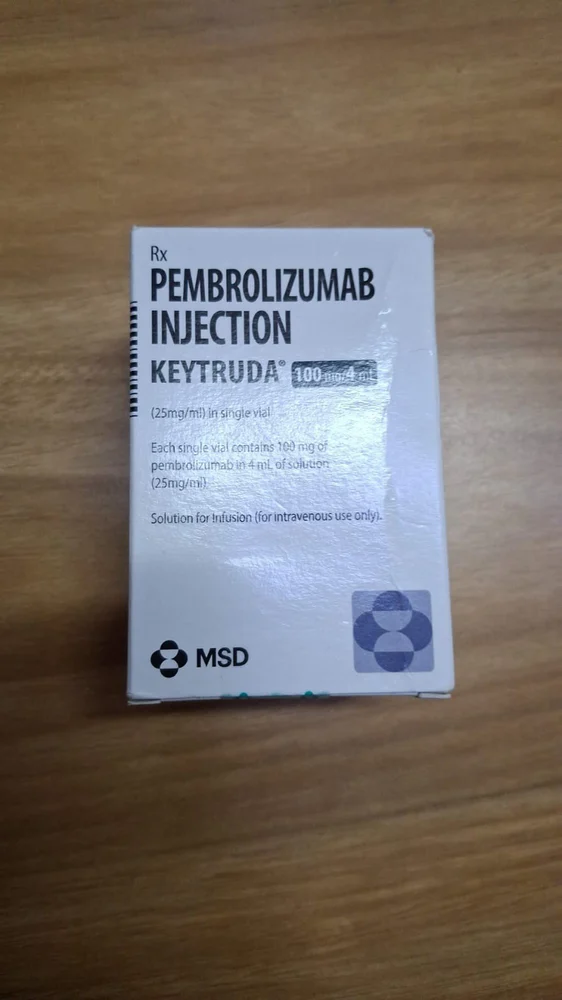 Rx
PEMBROLIZUMAB
INJECTION
KEYTRUDA® 100 mg/4 mL
(25mg/ml) in single vial
Each single vial contains 100 mg of
pembrolizumab in 4 mL of solution
(25mg/ml)
Solution for Infusion (for intravenous use only).
MSD